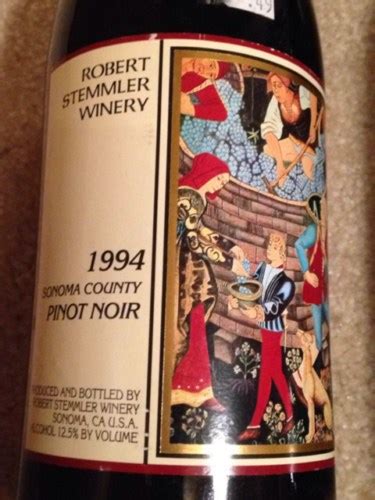 .49
ROBERT
STEMMLER
WINERY
1994
SONOMA COUNTY
PINOT NOIR
PRODUCED AND BOTTLED BY
ROBERT STEMMLER WINERY
SONOMA, CA U.S.A.
ALCOHOL 12.5% BY VOLUME